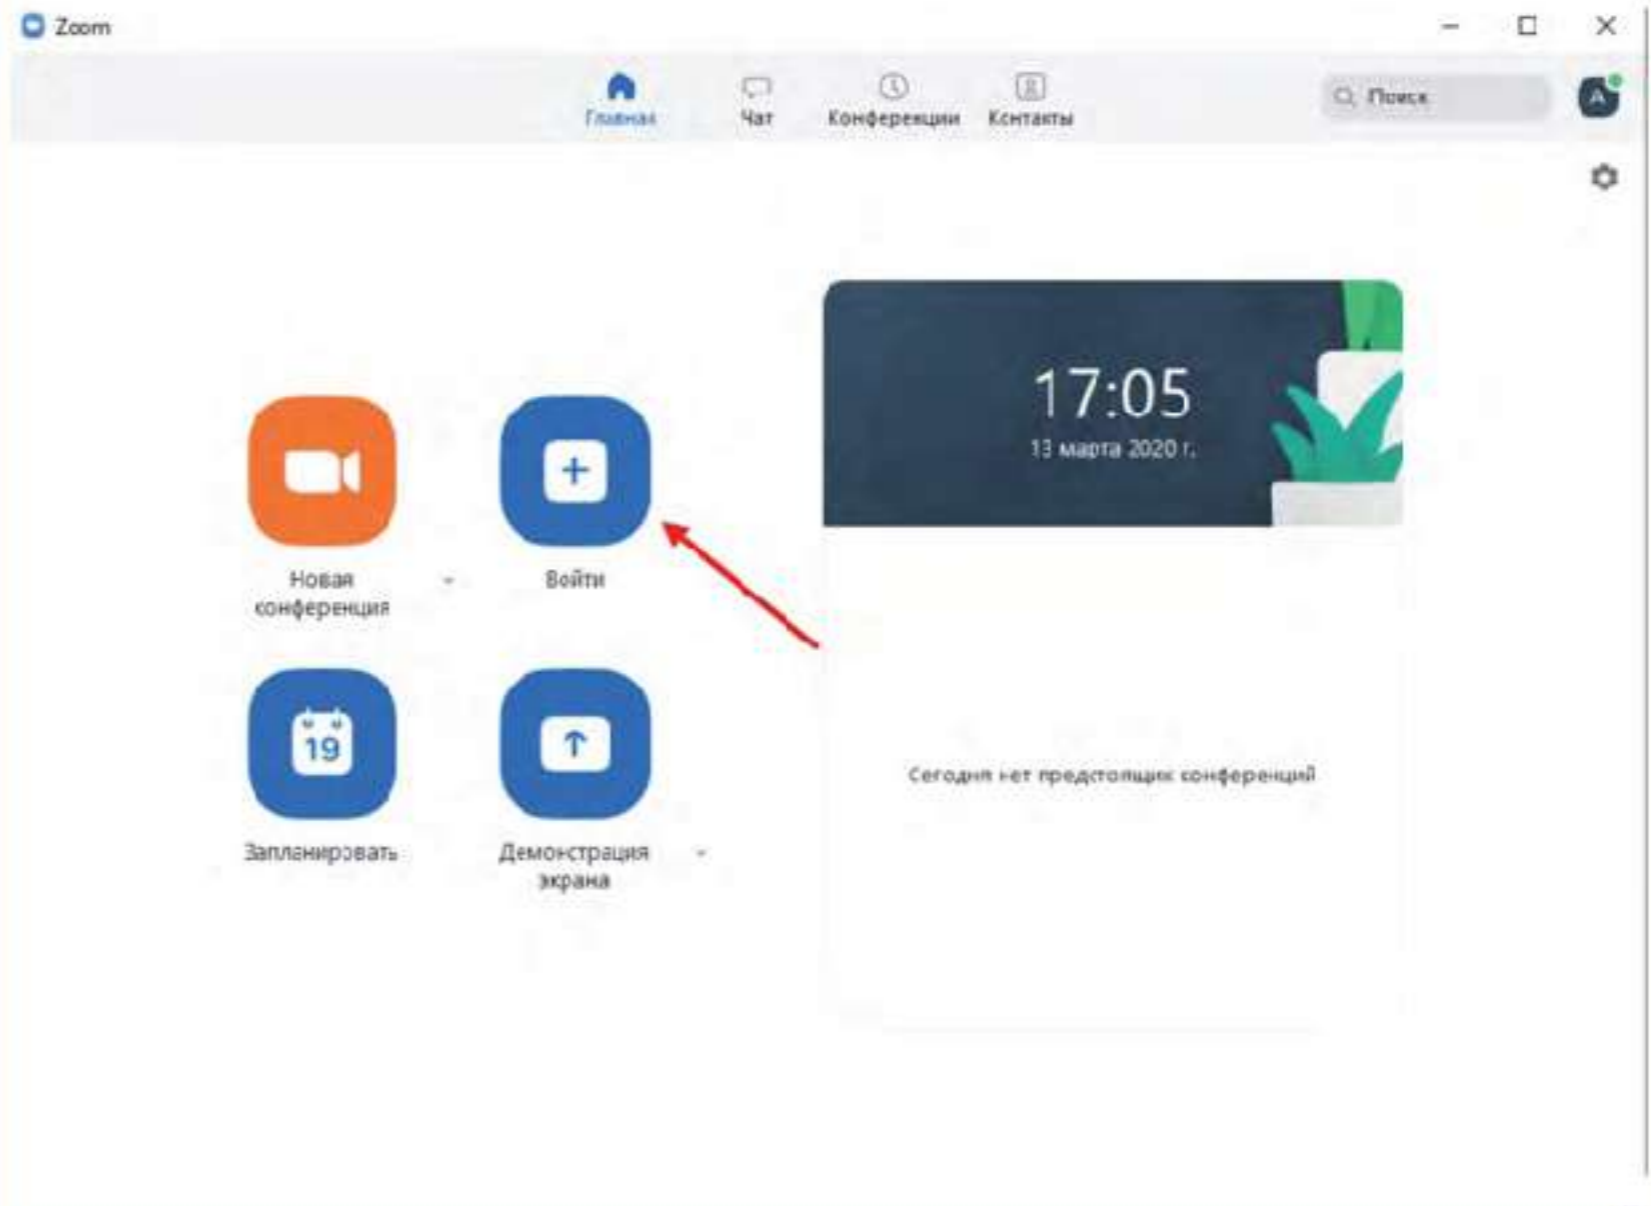 Zoom
Главная
Чат
Конференции
Контакты
Поиск
A
17:05
13 марта 2020 г.
Новая
конференция
Войти
19
Запланировать
Демонстрация
экрана
Сегодня нет предстоящих конференций